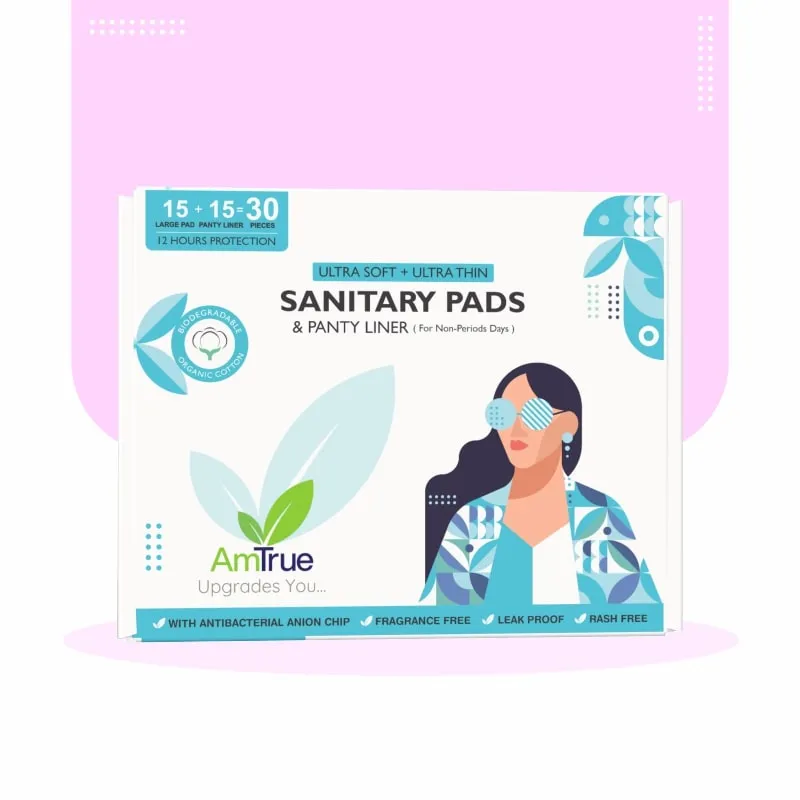 15 + 15 = 30
LARGE PAD PANTY LINER PIECES
12 HOURS PROTECTION
ULTRA SOFT + ULTRA THIN
SANITARY PADS
& PANTY LINER ( For Non-Periods Days )
BIODEGRADABLE
ORGANIC COTTON
AmTrue
Upgrades You...
WITH ANTIBACTERIAL ANION CHIP FRAGRANCE FREE LEAK PROOF RASH FREE